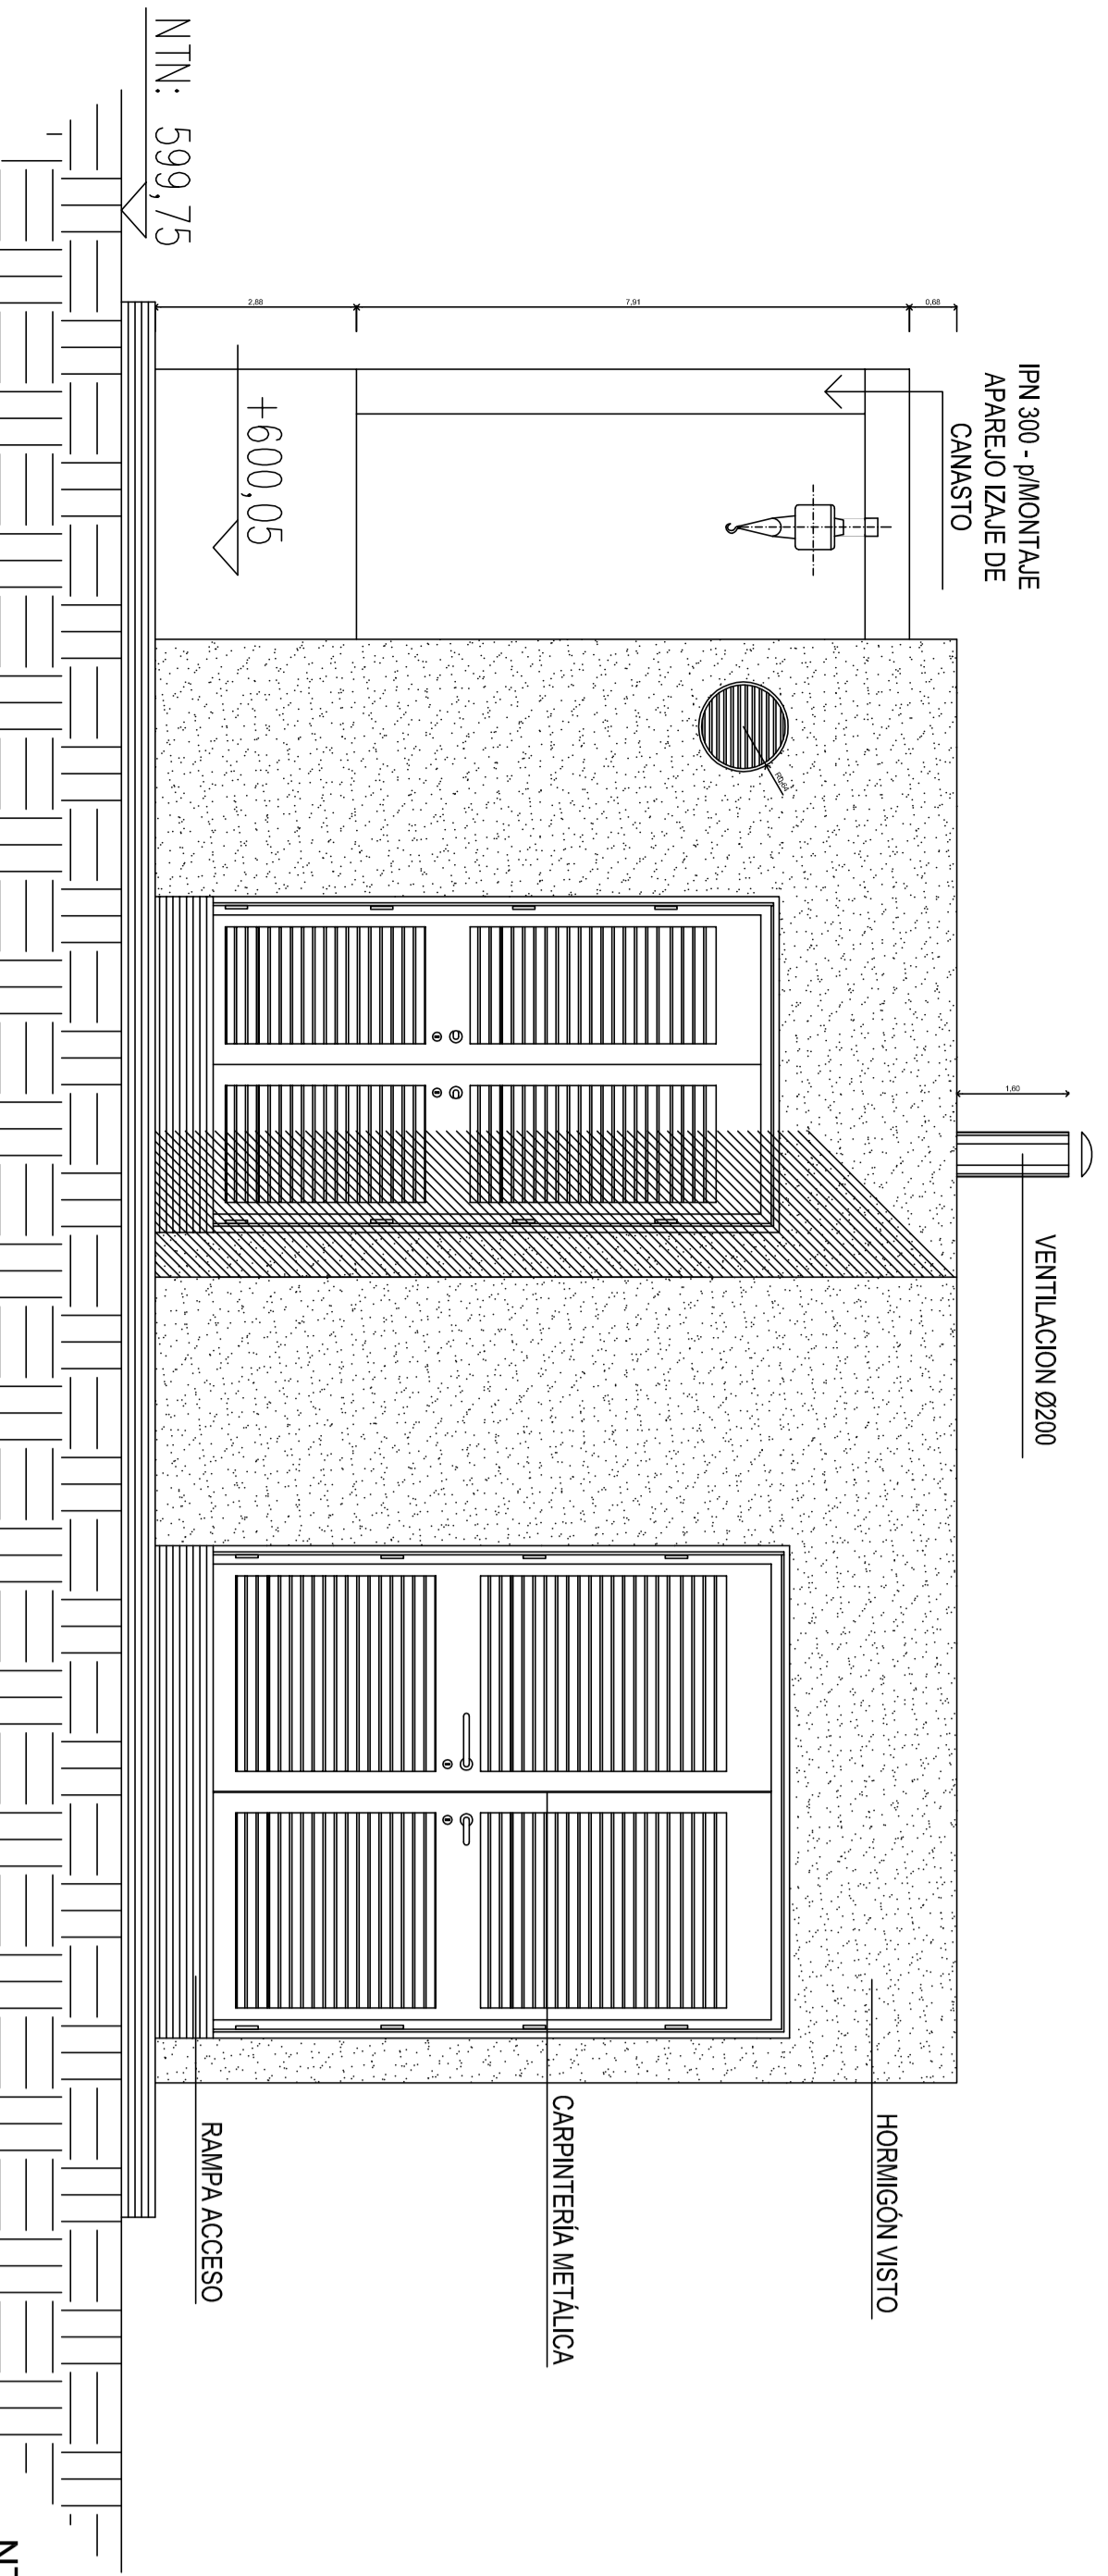 IPN 300 - p/MONTAJE
APAREJO IZAJE DE
CANASTO
VENTILACION Ø200
1,60
0,68
7,91
2,88
HORMIGÓN VISTO
CARPINTERÍA METÁLICA
RAMPA ACCESO
+600,05
NTN: 599,75